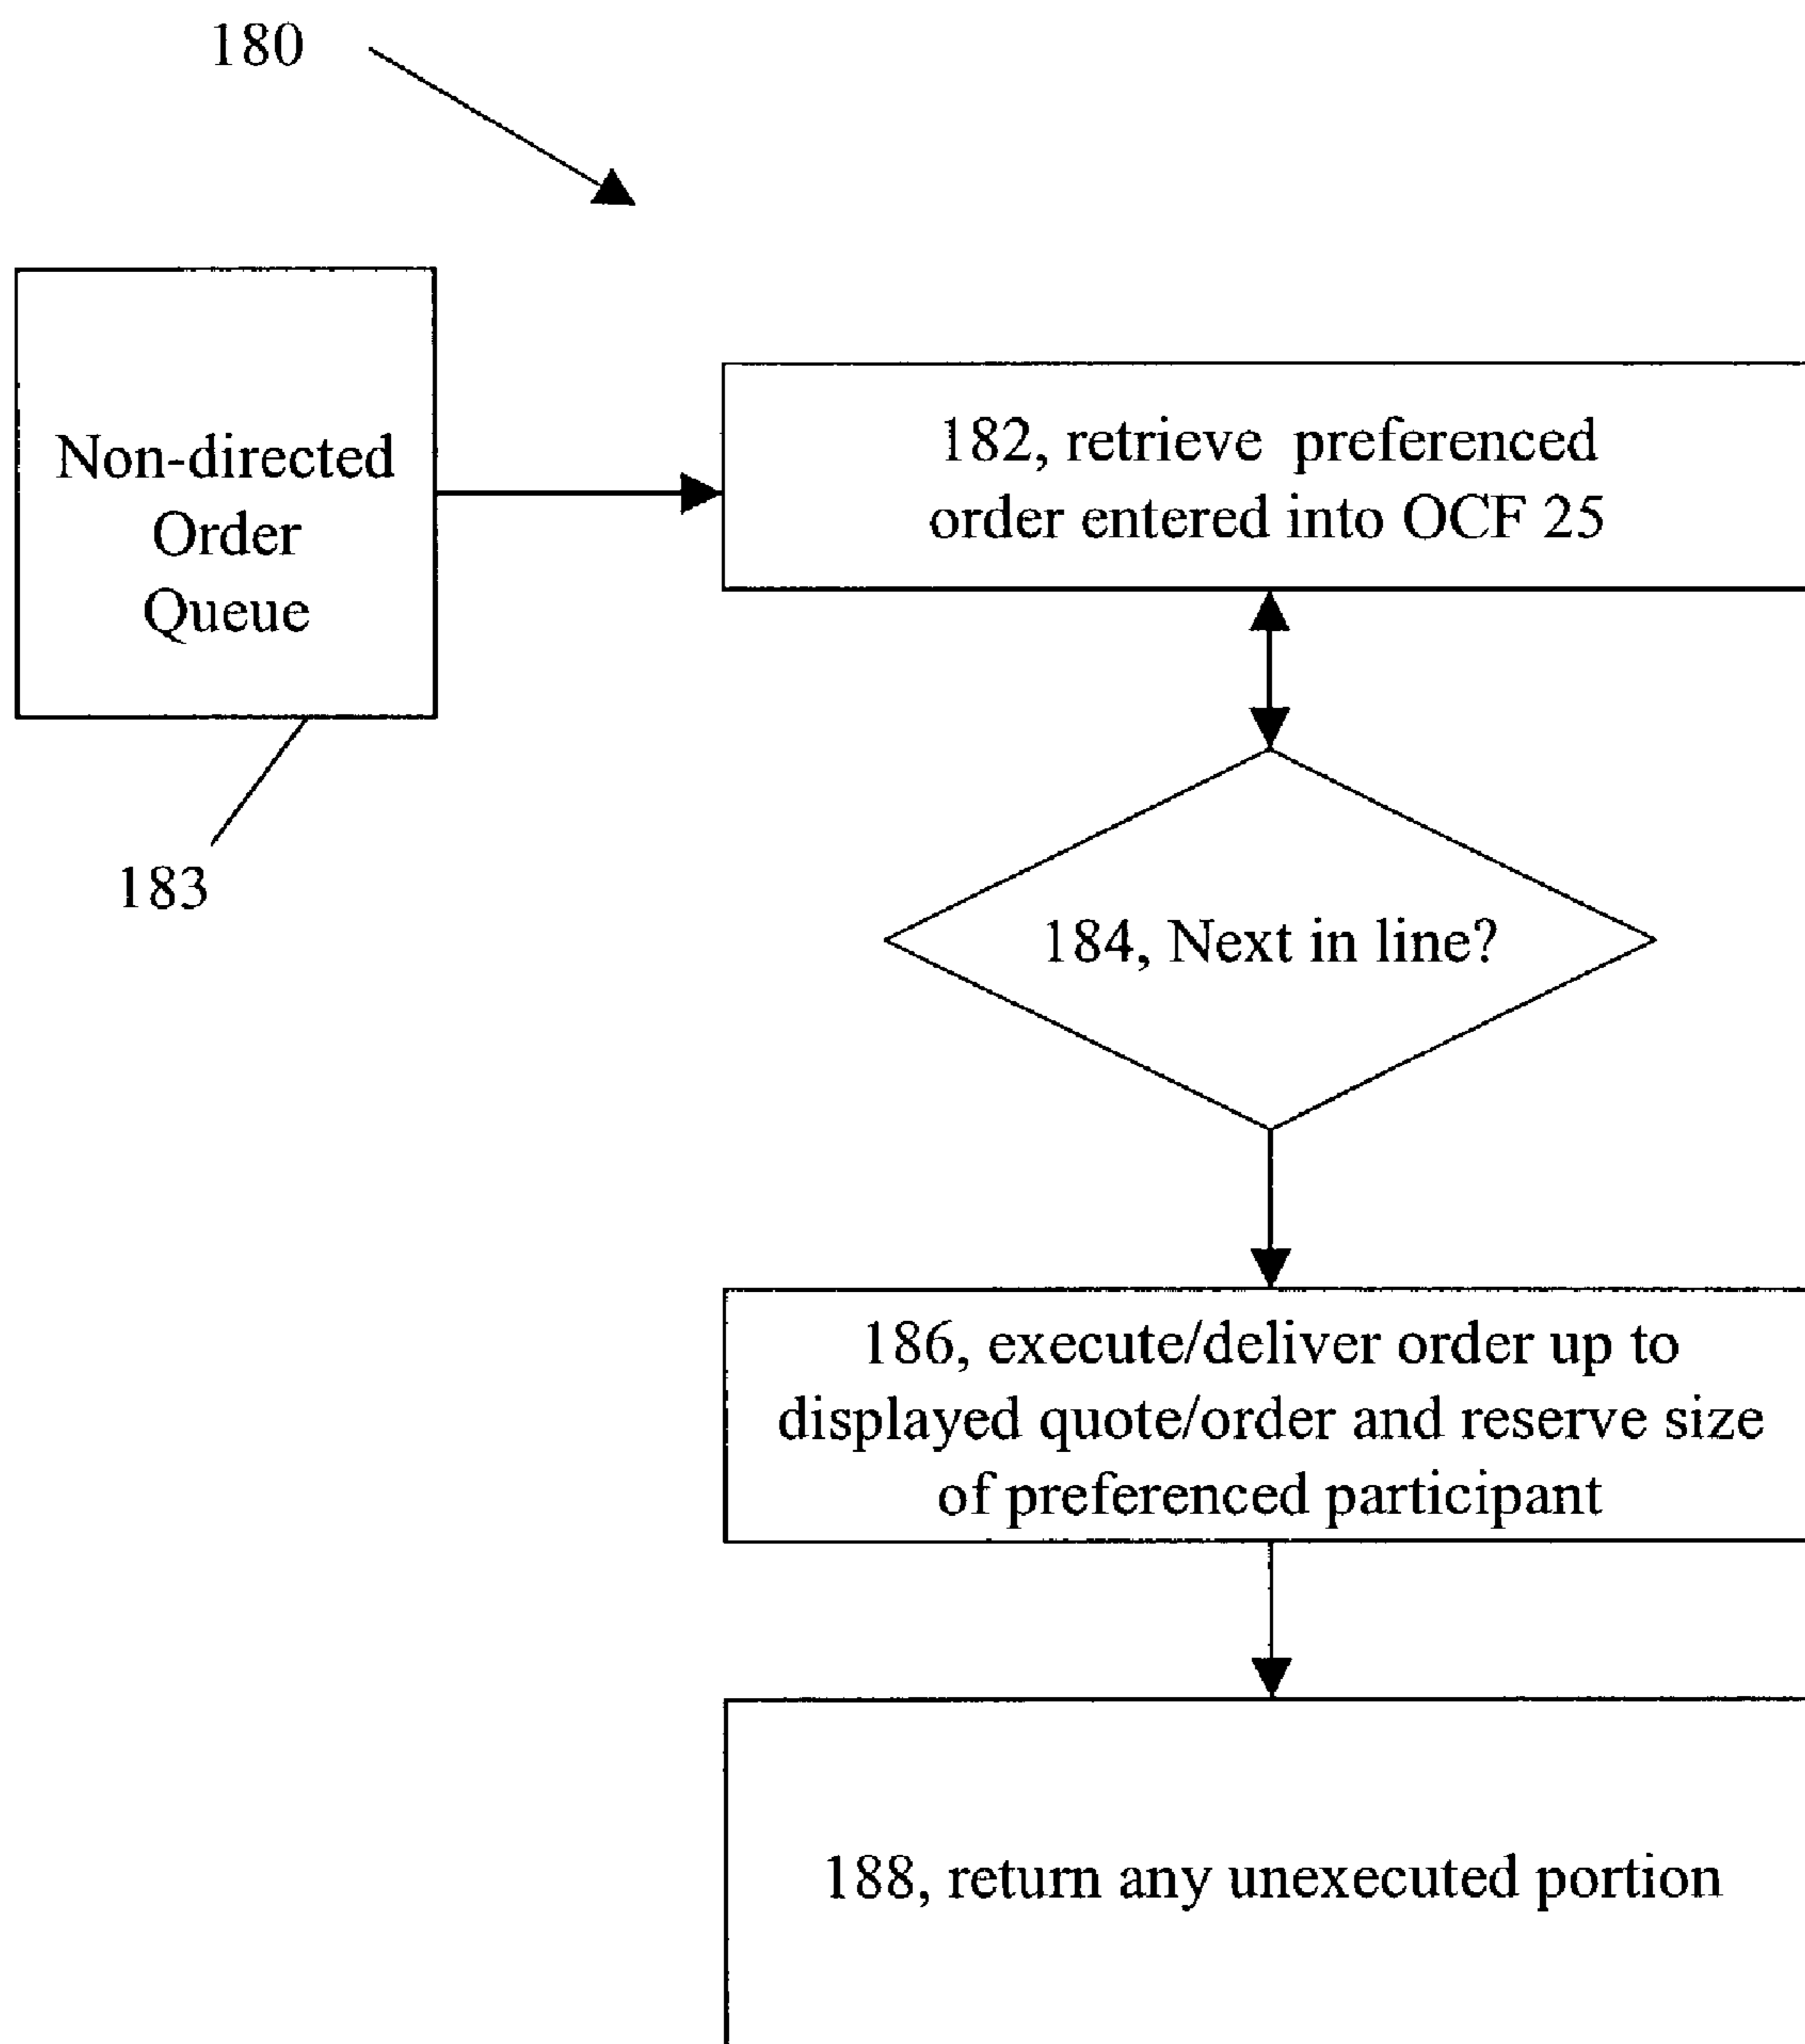 180
Non-directed
Order
Queue
183
182, retrieve preferenced
order entered into OCF 25
184, Next in line?
186, execute/deliver order up to
displayed quote/order and reserve size
of preferenced participant
188, return any unexecuted portion